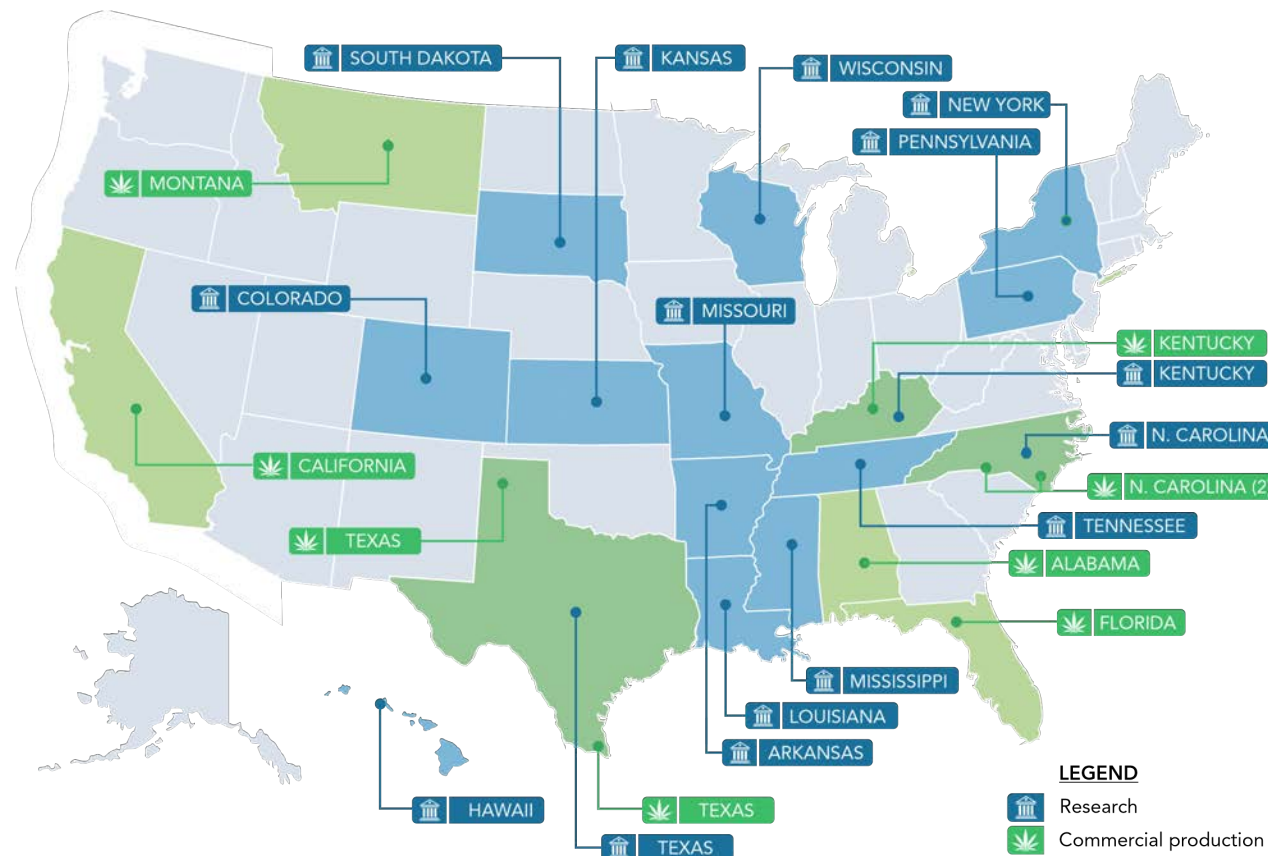 SOUTH DAKOTA
KANSAS
WISCONSIN
NEW YORK
PENNSYLVANIA
MONTANA
COLORADO
MISSOURI
KENTUCKY
KENTUCKY
N. CAROLINA
CALIFORNIA
N. CAROLINA (2
TENNESSEE
TEXAS
ALABAMA
FLORIDA
MISSISSIPPI
LOUISIANA
ARKANSAS
LEGEND
Research
HAWAII
TEXAS
Commercial production
TEXAS